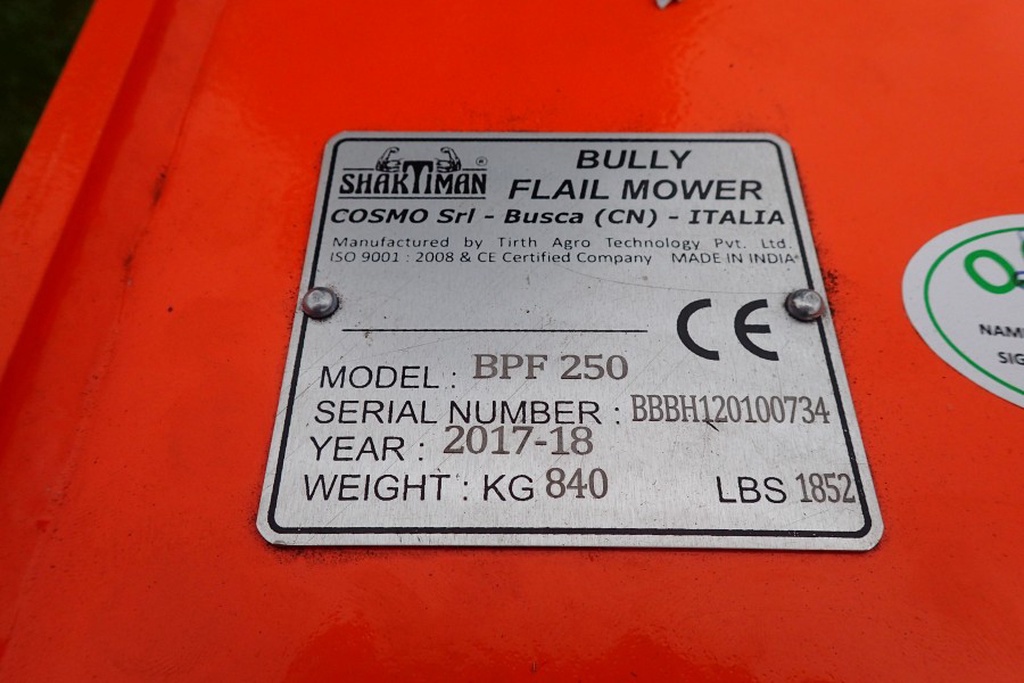 SHAKTIMAN®
BULLY
FLAIL MOWER
COSMO Srl - Busca (CN) - ITALIA
Manufactured by Tirth Agro Technology Pvt. Ltd.
ISO 9001 : 2008 & CE Certified Company MADE IN INDIA
CE
MODEL : BPF 250
SERIAL NUMBER : BBBH120100734
YEAR : 2017-18
WEIGHT : KG 840 LBS 1852